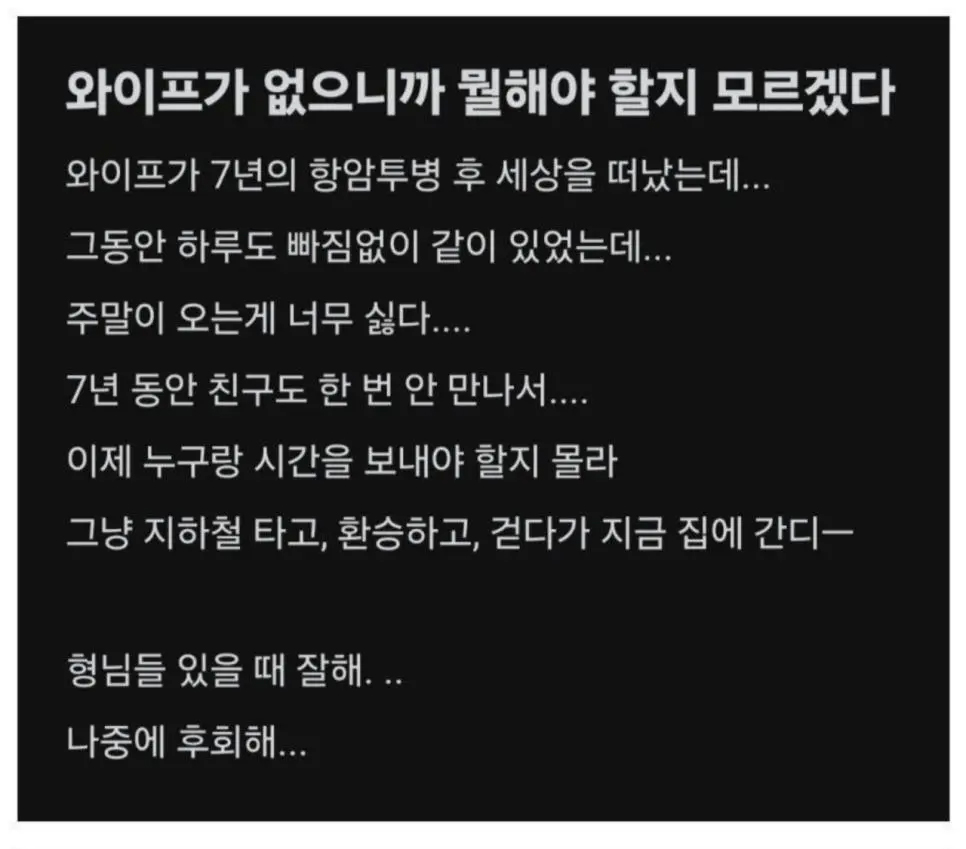 와이프가 없으니까 뭘해야 할지 모르겠다
와이프가 7년의 항암투병 후 세상을 떠났는데...
그동안 하루도 빠짐없이 같이 있었는데...
주말이 오는게 너무 싫다....
7년 동안 친구도 한 번 안 만나서....
이제 누구랑 시간을 보내야 할지 몰라
그냥 지하철 타고, 환승하고, 걷다가 지금 집에 간디ㅡ
형님들 있을 때 잘해. ..
나중에 후회해...